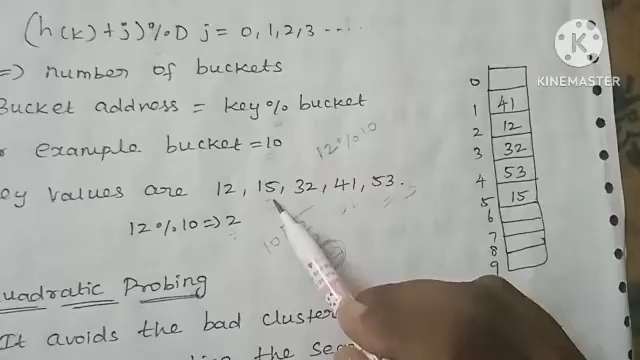 (h(k)+j)%D j= 0,1,2,3 ....
=> number of buckets
Bucket address = key% bucket
example bucket=10
12%10
ey values are 12, 15, 32, 41, 53.
12%10=>2
uadratic Probing
It avoids the bad cluster
the
0
1 41
2 12
3 32
4 53
5 15
6
7
8
9
K
KINEMASTER